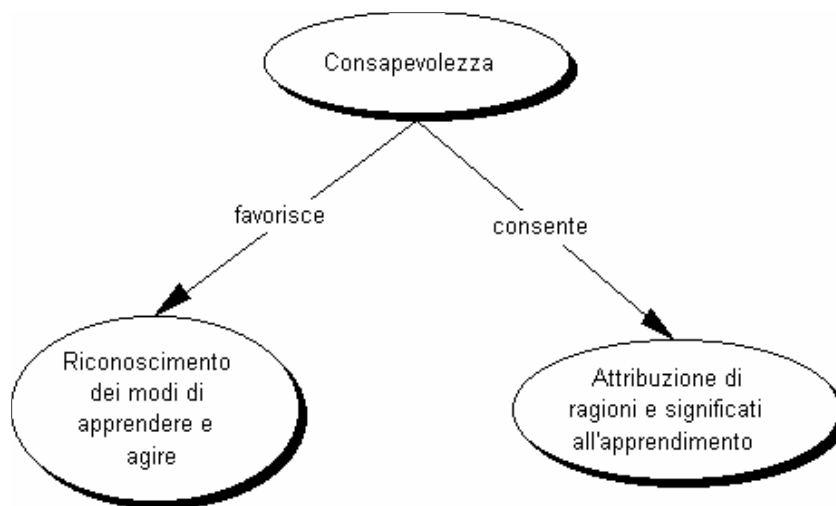 Consapevolezza
favorisce
consente
Riconoscimento
dei modi di
apprendere e
agire
Attribuzione di
ragioni e significati
all'apprendimento